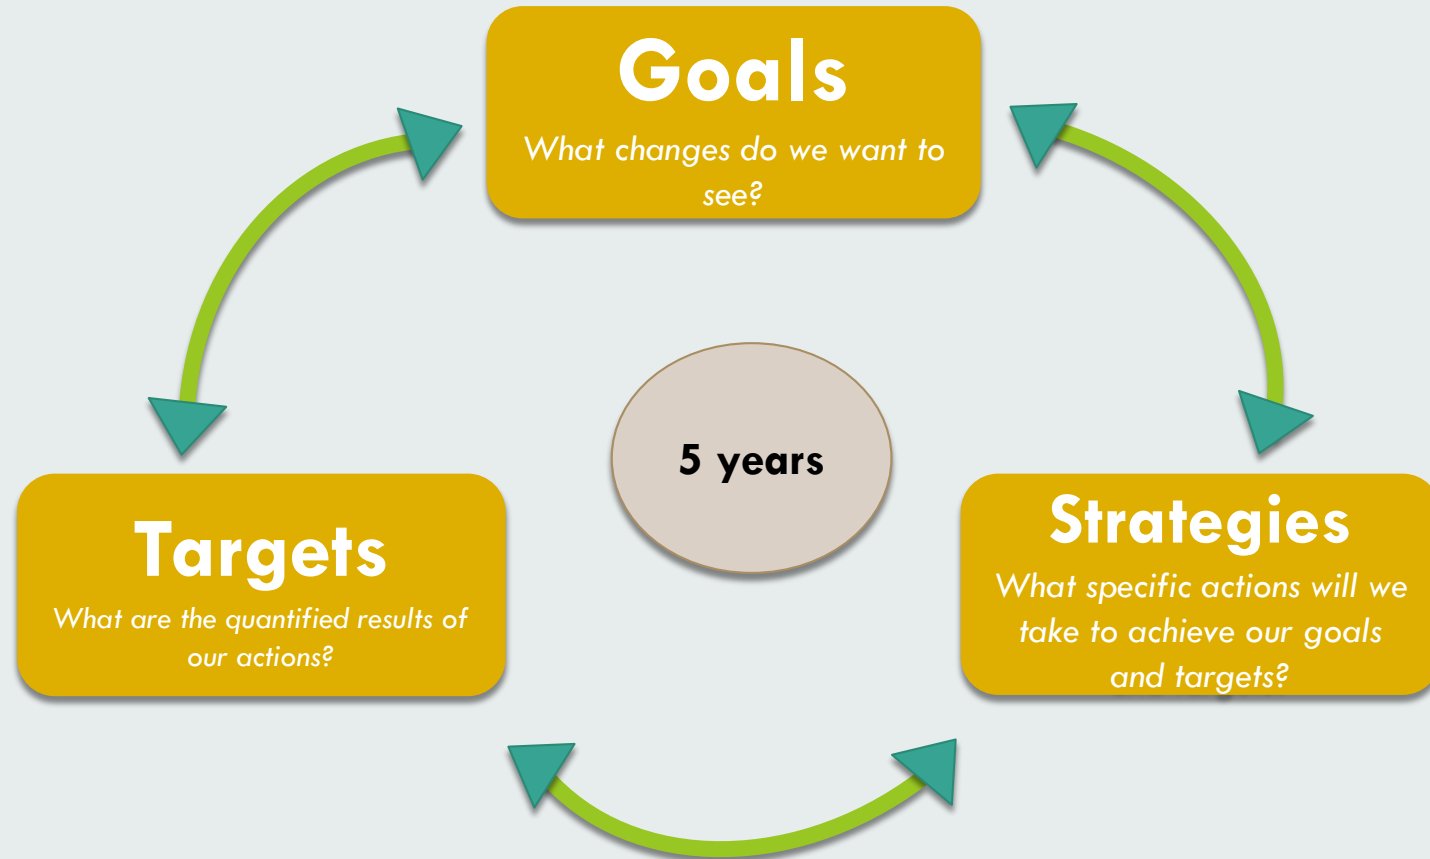 Goals
What changes do we want to
see?
5 years
Targets
What are the quantified results of
our actions?
Strategies
What specific actions will we
take to achieve our goals
and targets?